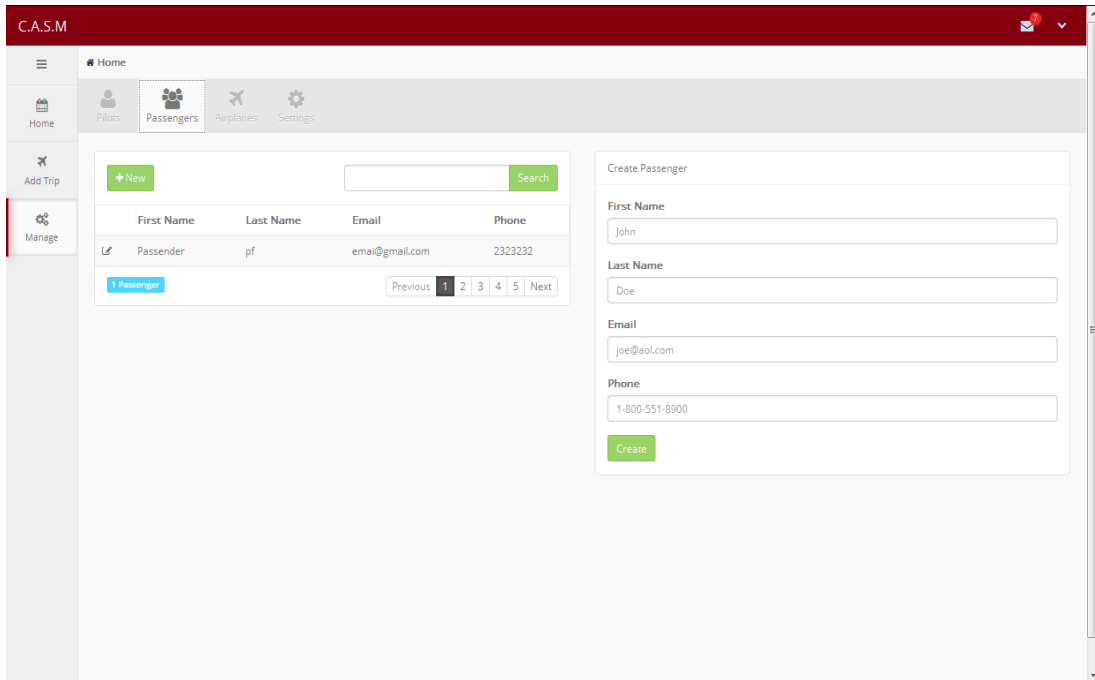 C.A.S.M 7
Home
Home
Add Trip
Manage
Pilots Passengers Airplanes Settings
New Search
First Name Last Name Email Phone
Passender pf emai@gmail.com 2323232
1 Passenger Previous 1 2 3 4 5 Next
Create Passenger
First Name
John
Last Name
Doe
Email
joe@aol.com
Phone
1-800-551-8900
Create